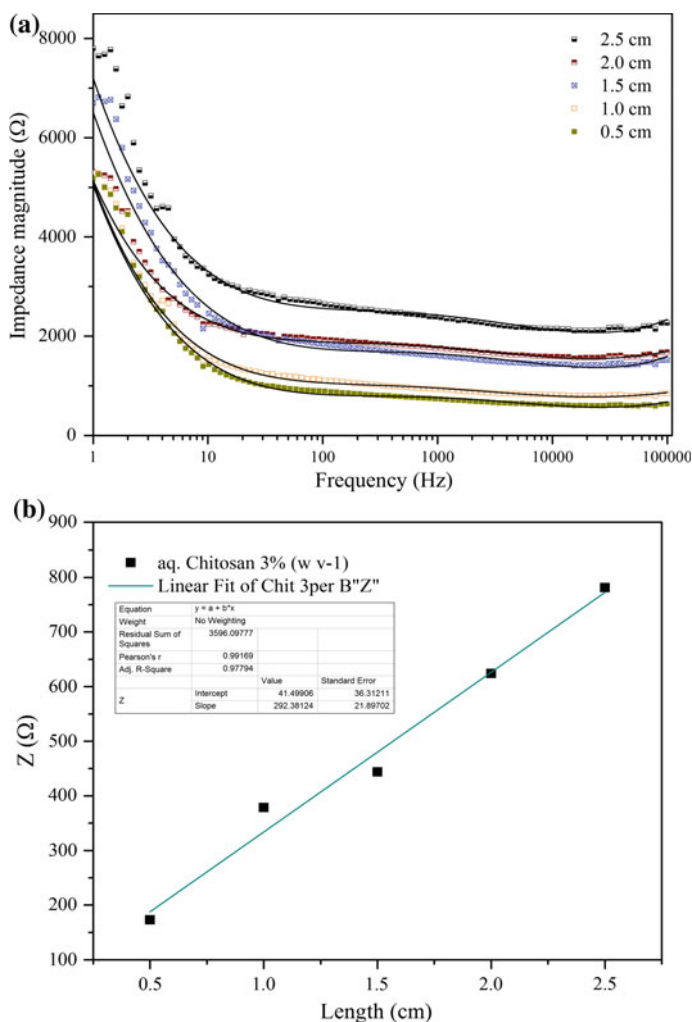 (a)
8000
6000
4000
2000
0
Impedance magnitude (Ω)
2.5 cm
2.0 cm
1.5 cm
1.0 cm
0.5 cm
1 10 100 1000 10000 100000
Frequency (Hz)
(b)
900
800
700
600
500
400
300
200
100
Z (Ω)
aq. Chitosan 3% (w v-1)
Linear Fit of Chit 3per B"Z"
Equation y = a + b*x
Weight No Weighting
Residual Sum of Squares 3596.09777
Pearson's r 0.99169
Adj. R-Square 0.97794
Value Standard Error
Z Intercept 41.49906 36.31211
Slope 292.38124 21.89702
0.5 1.0 1.5 2.0 2.5
Length (cm)